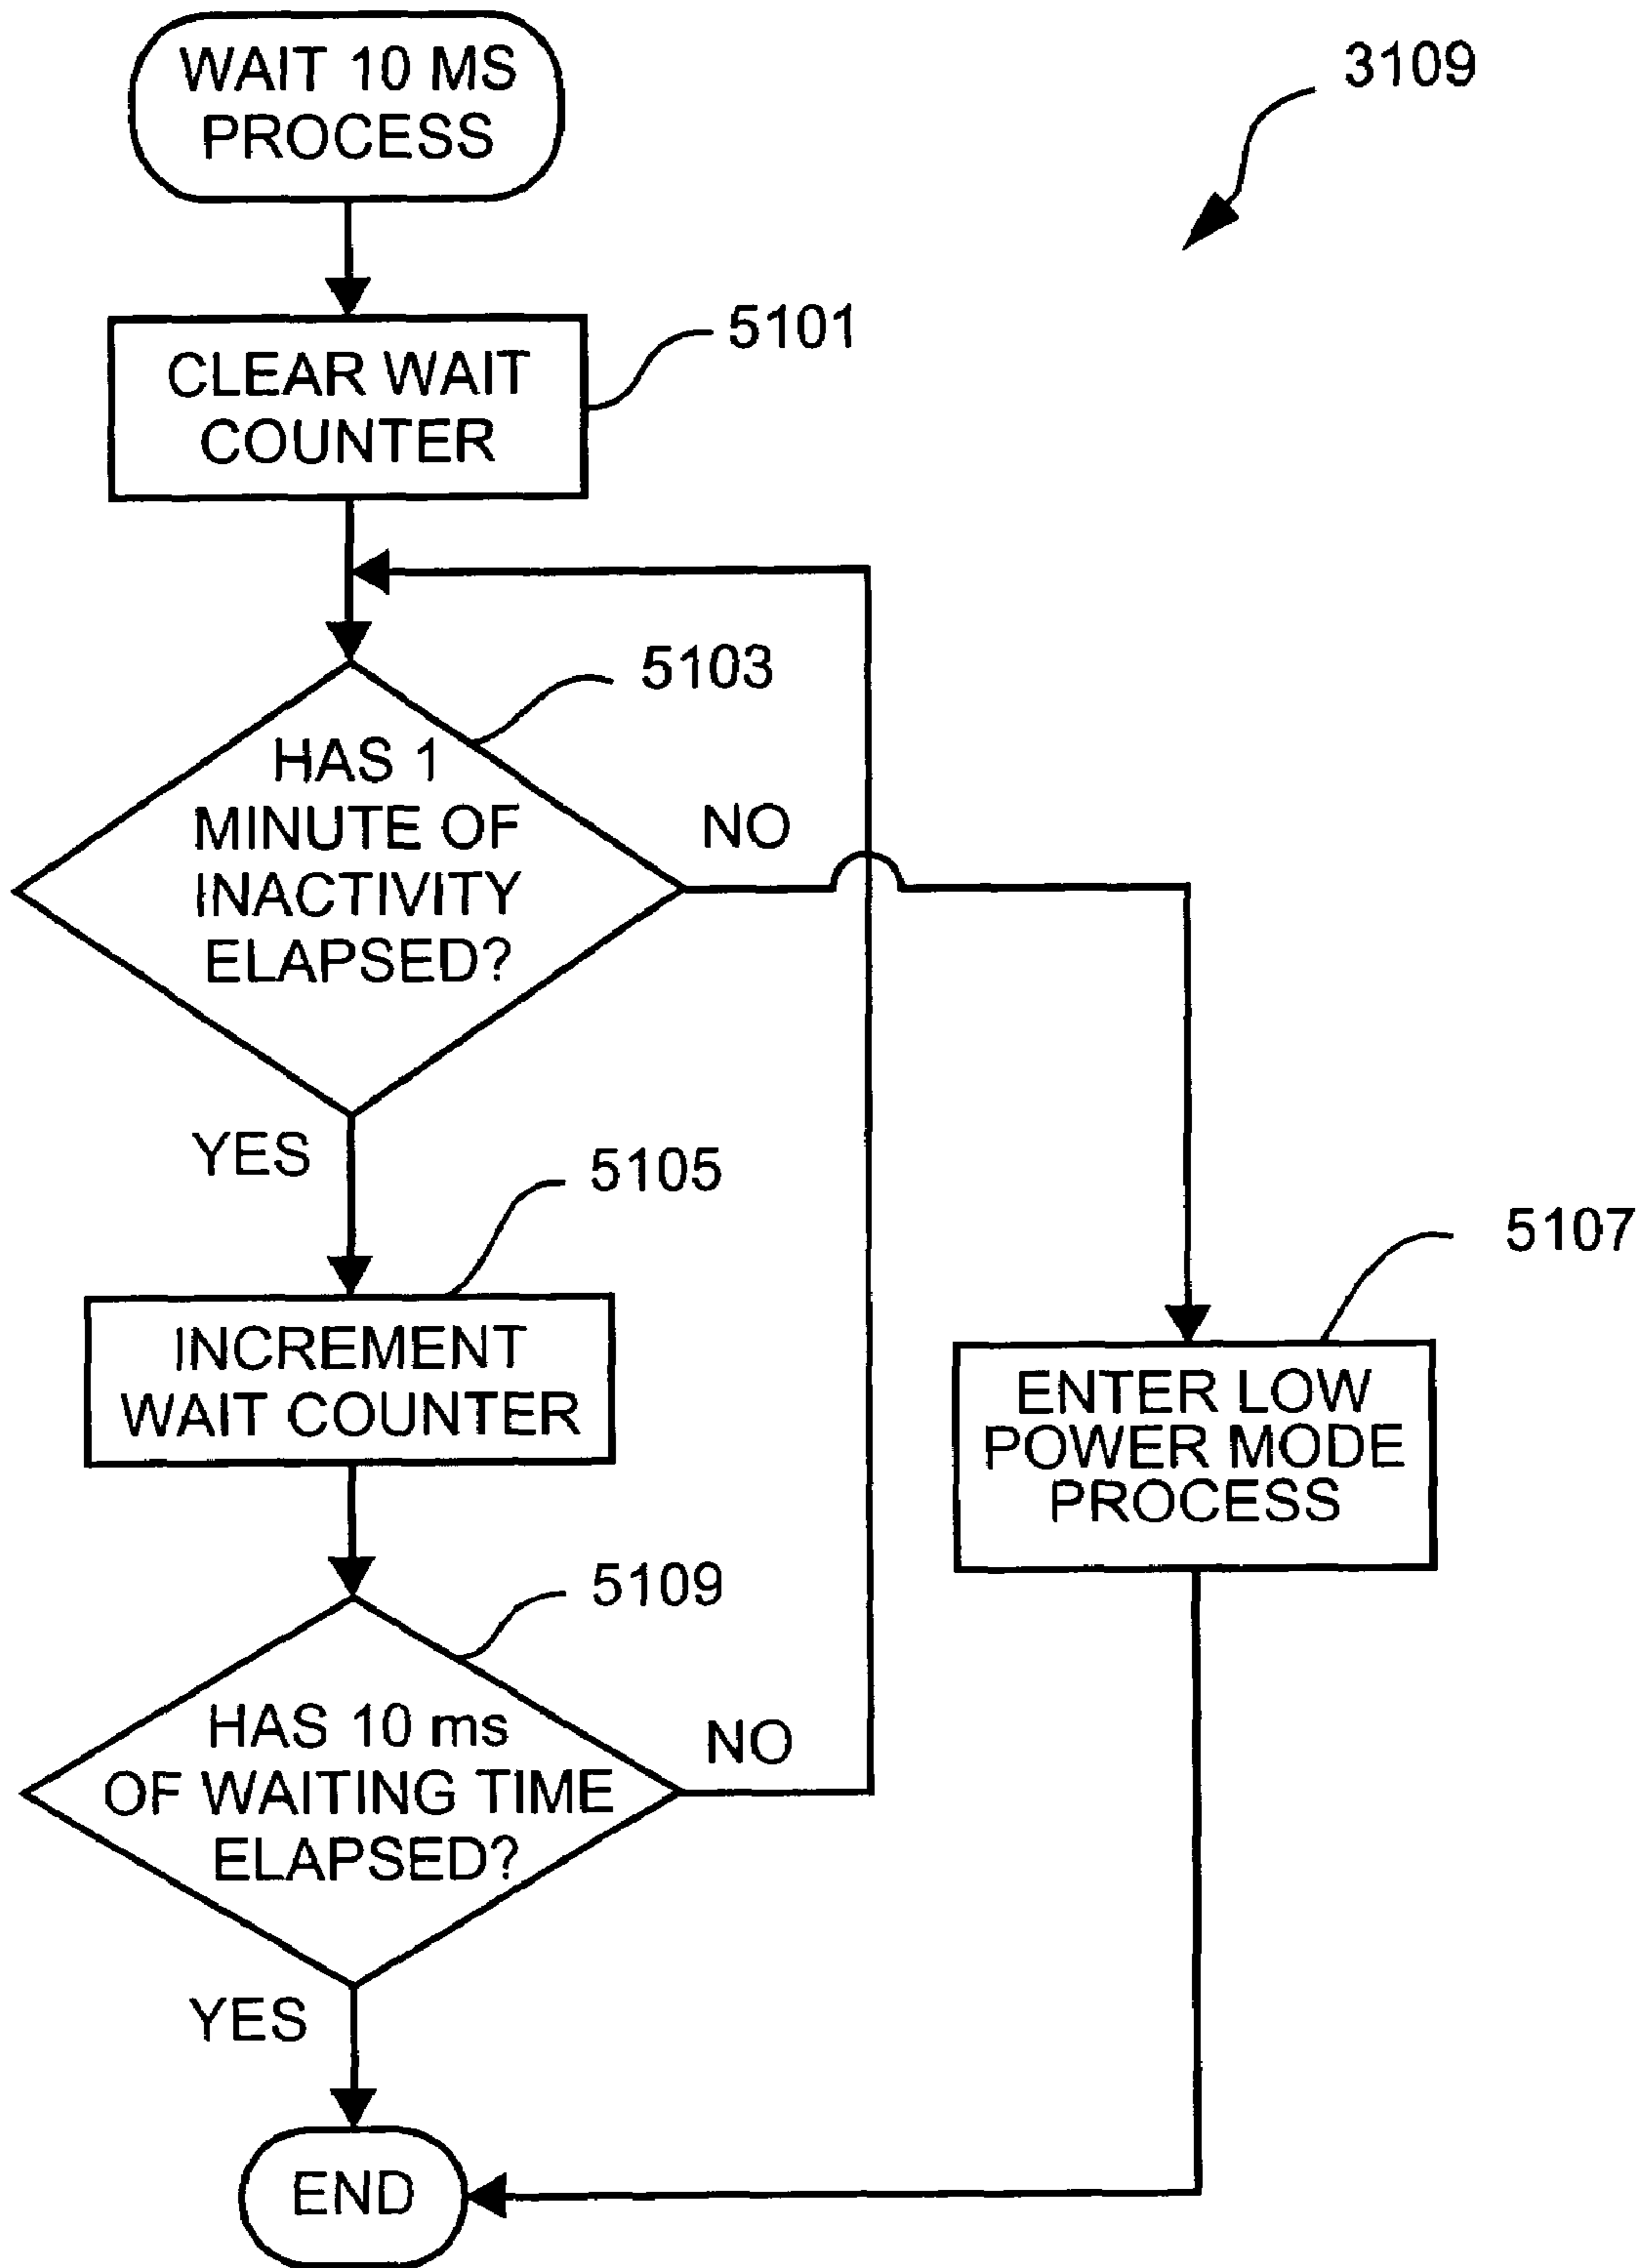 WAIT 10 MS
PROCESS
3109
5101
CLEAR WAIT
COUNTER
5103
HAS 1
MINUTE OF
INACTIVITY
ELAPSED?
NO
YES
5105
5107
INCREMENT
WAIT COUNTER
ENTER LOW
POWER MODE
PROCESS
5109
HAS 10 ms
OF WAITING TIME
ELAPSED?
NO
YES
END